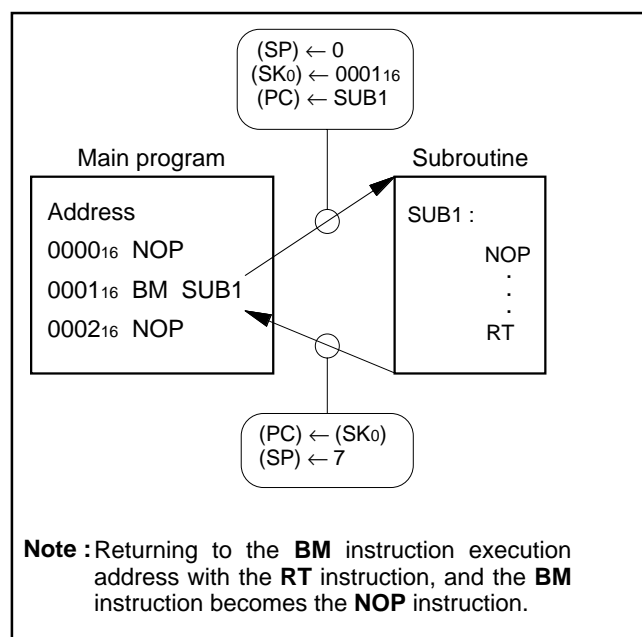 (SP) ← 0
(SK0) ← 000116
(PC) ← SUB1
Main program
Subroutine
Address
000016 NOP
000116 BM SUB1
000216 NOP
SUB1 :
NOP
.
.
.
RT
(PC) ← (SK0)
(SP) ← 7
Note : Returning to the BM instruction execution
address with the RT instruction, and the BM
instruction becomes the NOP instruction.